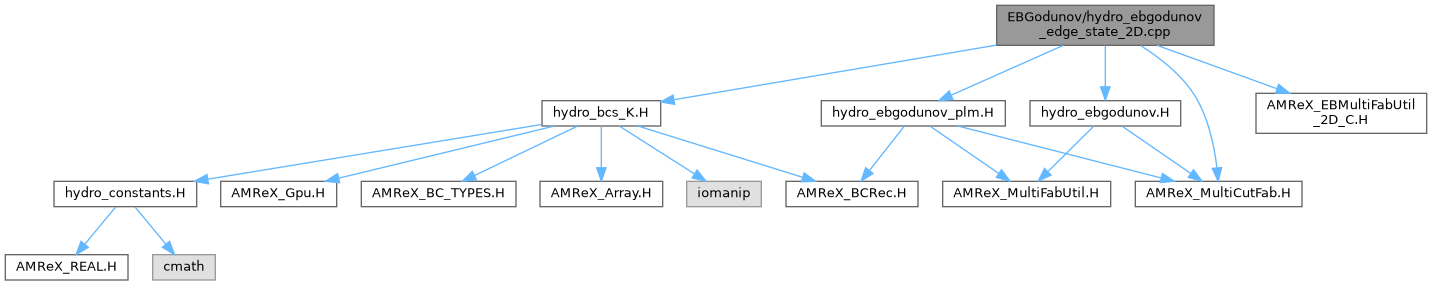 EBGodunov/hydro_ebgodunov
_edge_state_2D.cpp
hydro_bcs_K.H
hydro_ebgodunov_plm.H
hydro_ebgodunov.H
AMReX_EBMultiFabUtil
_2D_C.H
hydro_constants.H
AMReX_Gpu.H
AMReX_BC_TYPES.H
AMReX_Array.H
iomanip
AMReX_BCRec.H
AMReX_MultiFabUtil.H
AMReX_MultiCutFab.H
AMReX_REAL.H
cmath